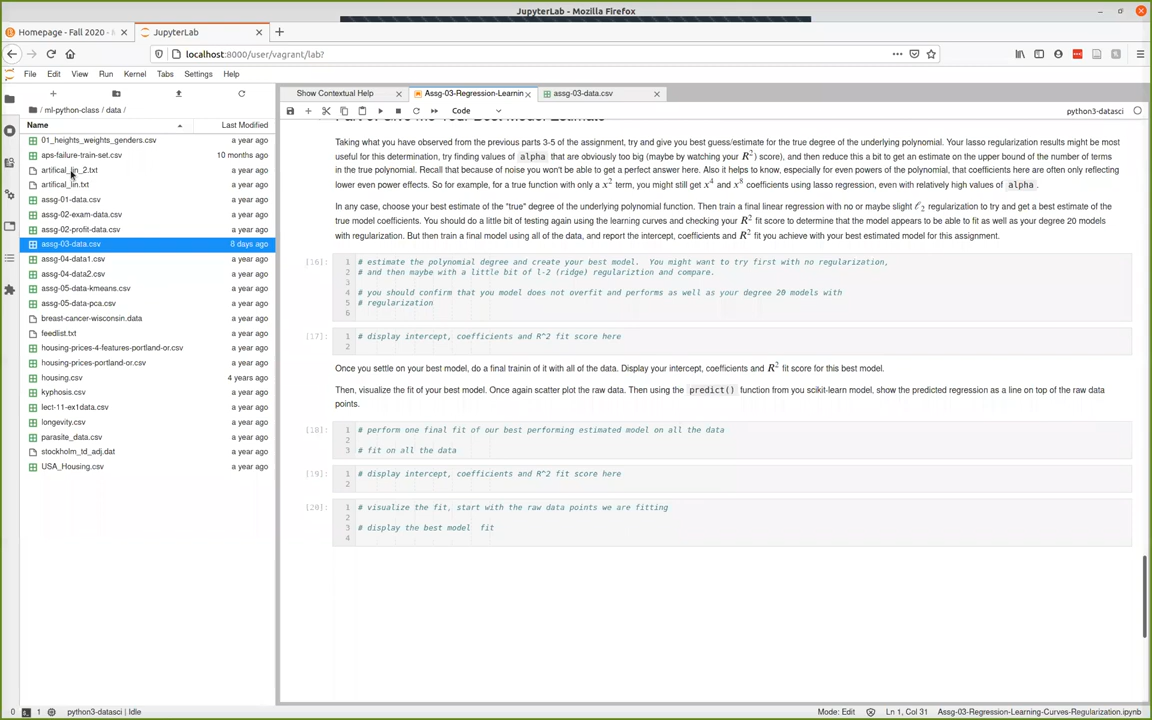 JupyterLab - Mozilla Firefox
Homepage - Fall 2020 -
JupyterLab
localhost:8000/user/vagrant/lab?
File Edit View Run Kernel Tabs Settings Help
/ ml-python-class / data /
Name Last Modified
01_heights_weights_genders.csv a year ago
aps-failure-train-set.csv 10 months ago
artifical_lin_2.txt a year ago
artifical_lin.txt a year ago
assg-01-data.csv a year ago
assg-02-exam-data.csv a year ago
assg-02-profit-data.csv a year ago
assg-03-data.csv 8 days ago
assg-04-data1.csv a year ago
assg-04-data2.csv a year ago
assg-05-data-kmeans.csv a year ago
assg-05-data-pca.csv a year ago
breast-cancer-wisconsin.data a year ago
feedlist.txt a year ago
housing-prices-4-features-portland-or.csv a year ago
housing-prices-portland-or.csv a year ago
housing.csv 4 years ago
kyphosis.csv a year ago
lect-11-ex1data.csv a year ago
longevity.csv a year ago
parasite_data.csv a year ago
stockholm_td_adj.dat a year ago
USA_Housing.csv a year ago
Show Contextual Help
Assg-03-Regression-Learnin
assg-03-data.csv
Code
python3-datasci
Taking what you have observed from the previous parts 3-5 of the assignment, try and give you best guess/estimate for the true degree of the underlying polynomial. Your lasso regularization results might be most
useful for this determination, try finding values of alpha that are obviously too big (maybe by watching your R² score), and then reduce this a bit to get an estimate on the upper bound of the number of terms
in the true polynomial. Recall that because of noise you won't be able to get a perfect answer here. Also it helps to know, especially for even powers of the polynomial, that coefficients here are often only reflecting
lower even power effects. So for example, for a true function with only a x² term, you might still get x⁴ and x⁸ coefficients using lasso regression, even with relatively high values of alpha .
In any case, choose your best estimate of the "true" degree of the underlying polynomial function. Then train a final linear regression with no or maybe slight ℓ₂ regularization to try and get a best estimate of the
true model coefficients. You should do a little bit of testing again using the learning curves and checking your R² fit score to determine that the model appears to be able to fit as well as your degree 20 models
with regularization. But then train a final model using all of the data, and report the intercept, coefficients and R² fit you achieve with your best estimated model for this assignment.
[16]: 1 # estimate the polynomial degree and create your best model. You might want to try first with no regularization,
2 # and then maybe with a little bit of l-2 (ridge) regulariztion and compare.
3
4 # you should confirm that you model does not overfit and performs as well as your degree 20 models with
5 # regularization
6
[17]: 1 # display intercept, coefficients and R^2 fit score here
2
Once you settle on your best model, do a final trainin of it with all of the data. Display your intercept, coefficients and R² fit score for this best model.
Then, visualize the fit of your best model. Once again scatter plot the raw data. Then using the predict() function from you scikit-learn model, show the predicted regression as a line on top of the raw data
points.
[18]: 1 # perform one final fit of our best performing estimated model on all the data
2
3 # fit on all the data
[19]: 1 # display intercept, coefficients and R^2 fit score here
2
[20]: 1 # visualize the fit, start with the raw data points we are fitting
2
3 # display the best model fit
4
0 1 python3-datasci | Idle
Mode: Edit Ln 1, Col 31 Assg-03-Regression-Learning-Curves-Regularization.ipynb